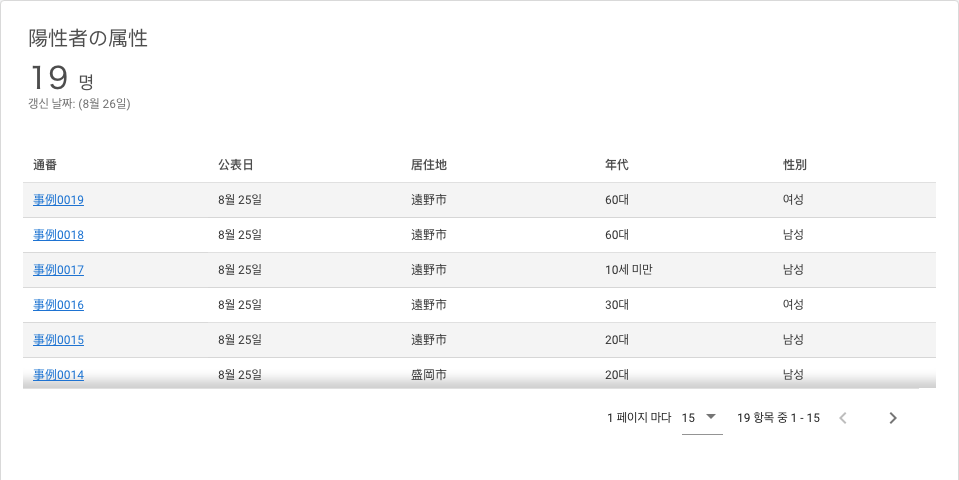 陽性者の属性
19 명
갱신 날짜: (8월 26일)
通番 公表日 居住地 年代 性別
事例0019 8월 25일 遠野市 60대 여성
事例0018 8월 25일 遠野市 60대 남성
事例0017 8월 25일 遠野市 10세 미만 남성
事例0016 8월 25일 遠野市 30대 여성
事例0015 8월 25일 遠野市 20대 남성
事例0014 8월 25일 盛岡市 20대 남성
1 페이지 마다 15 19 항목 중 1 - 15